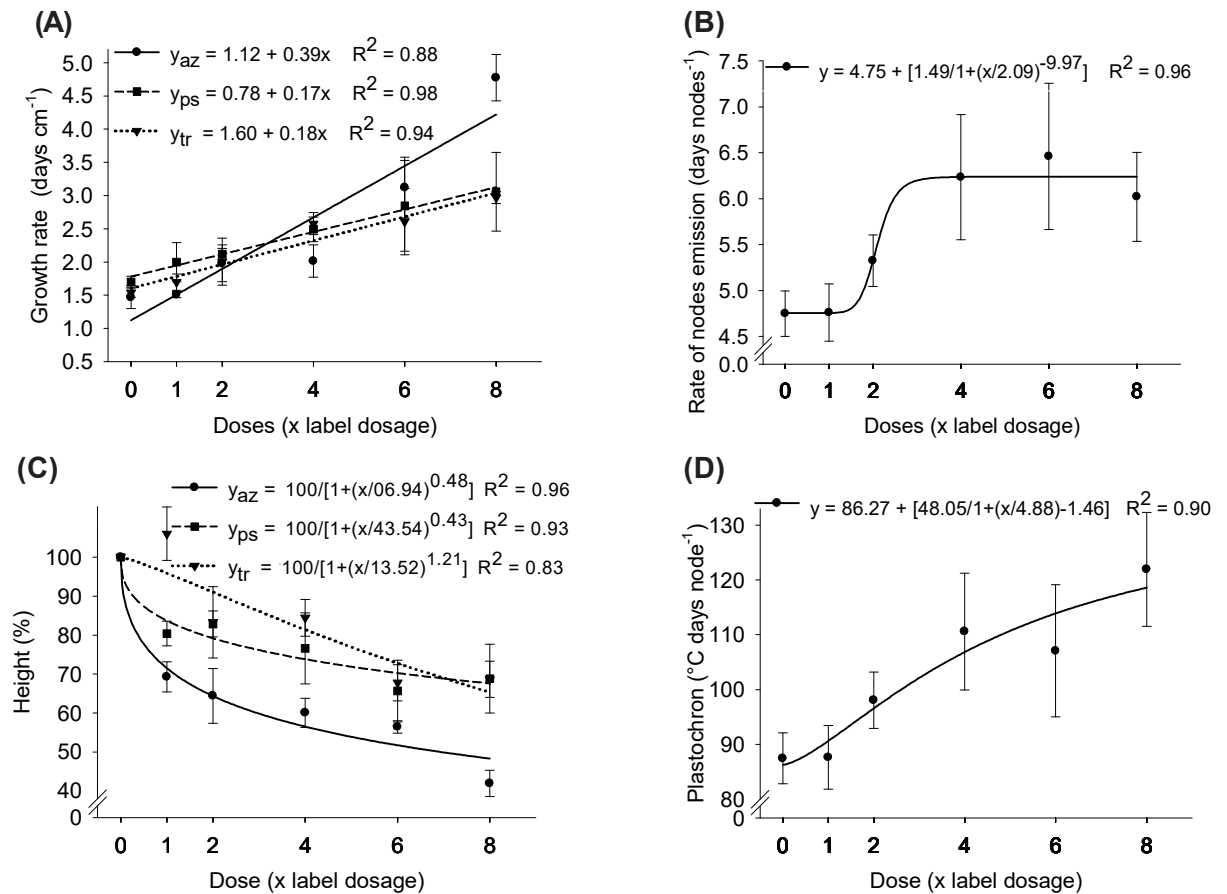 (A)
y_az = 1.12 + 0.39x R² = 0.88
y_ps = 0.78 + 0.17x R² = 0.98
y_tr = 1.60 + 0.18x R² = 0.94
Growth rate (days cm⁻¹)
5.0
4.5
4.0
3.5
3.0
2.5
2.0
1.5
1.0
0.5
0 1 2 4 6 8
Doses (x label dosage)
(B)
y = 4.75 + [1.49/1+(x/2.09)⁻⁹·⁹⁷] R² = 0.96
Rate of nodes emission (days nodes⁻¹)
7.5
7.0
6.5
6.0
5.5
5.0
4.5
0.0
0 1 2 4 6 8
Doses (x label dosage)
(C)
y_az = 100/[1+(x/06.94)^0.48] R² = 0.96
y_ps = 100/[1+(x/43.54)^0.43] R² = 0.93
y_tr = 100/[1+(x/13.52)^1.21] R² = 0.83
Height (%)
100
90
80
70
60
50
40
0
0 1 2 4 6 8
Dose (x label dosage)
(D)
y = 86.27 + [48.05/1+(x/4.88)-1.46] R² = 0.90
Plastochron (°C days node⁻¹)
130
120
110
100
90
80
0
0 1 2 4 6 8
Dose (x label dosage)